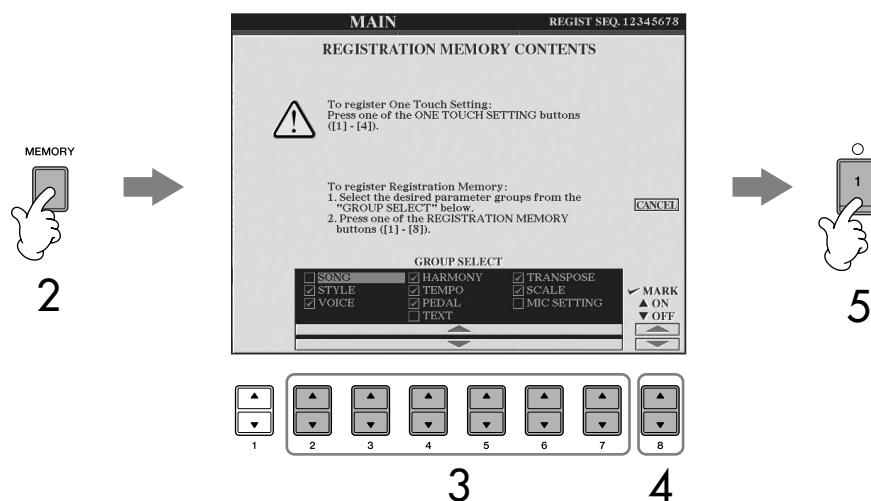 MAIN REGIST SEQ. 12345678
REGISTRATION MEMORY CONTENTS
To register One Touch Setting:
Press one of the ONE TOUCH SETTING buttons
([1] - [4]).
MEMORY
2
To register Registration Memory:
1. Select the desired parameter groups from the
"GROUP SELECT" below.
2. Press one of the REGISTRATION MEMORY
buttons ([1] - [8]).
CANCEL
GROUP SELECT
SONG HARMONY TRANSPOSE
STYLE TEMPO SCALE
VOICE PEDAL MIC SETTING
TEXT
MARK
ON
OFF
1
5
1 2 3 4 5 6 7 8
3 4